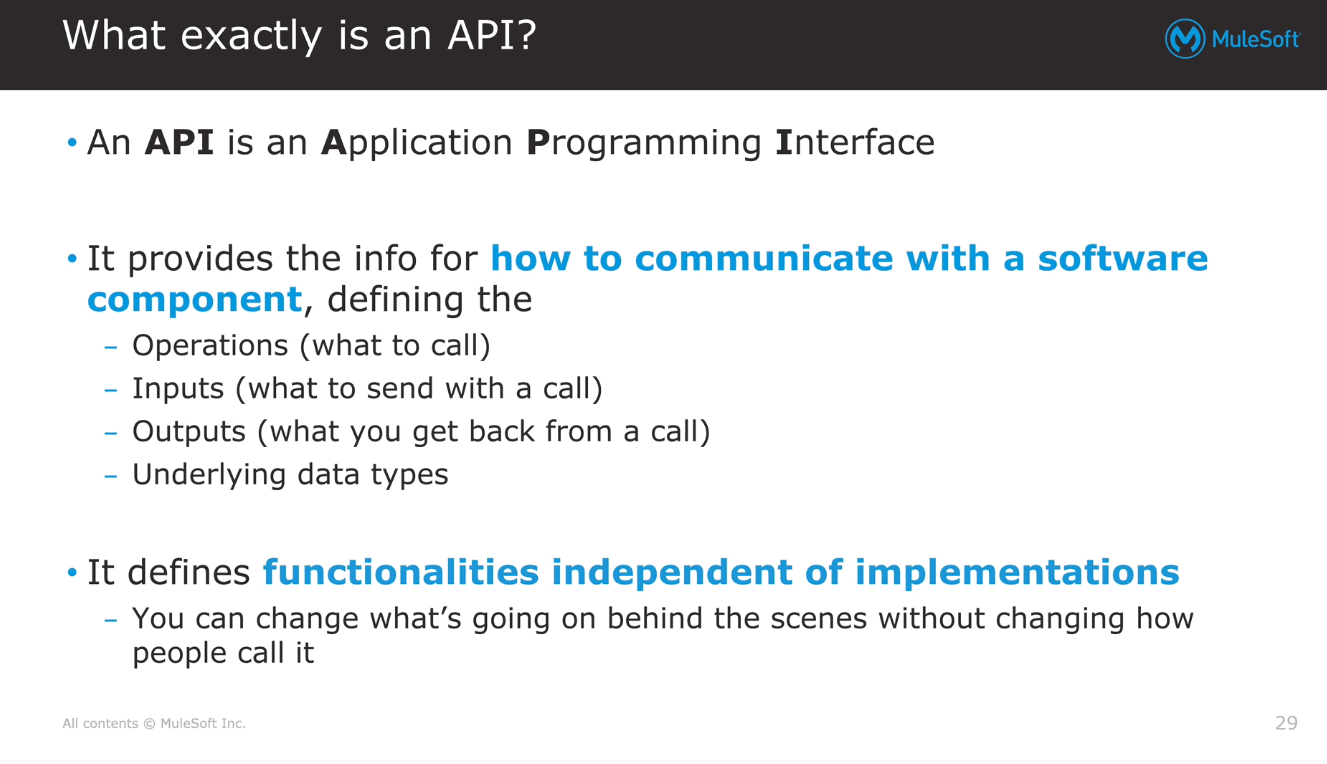 What exactly is an API?
MuleSoft
• An API is an Application Programming Interface
• It provides the info for how to communicate with a software
component, defining the
– Operations (what to call)
– Inputs (what to send with a call)
– Outputs (what you get back from a call)
– Underlying data types
• It defines functionalities independent of implementations
– You can change what’s going on behind the scenes without changing how
people call it
All contents © MuleSoft Inc.
29